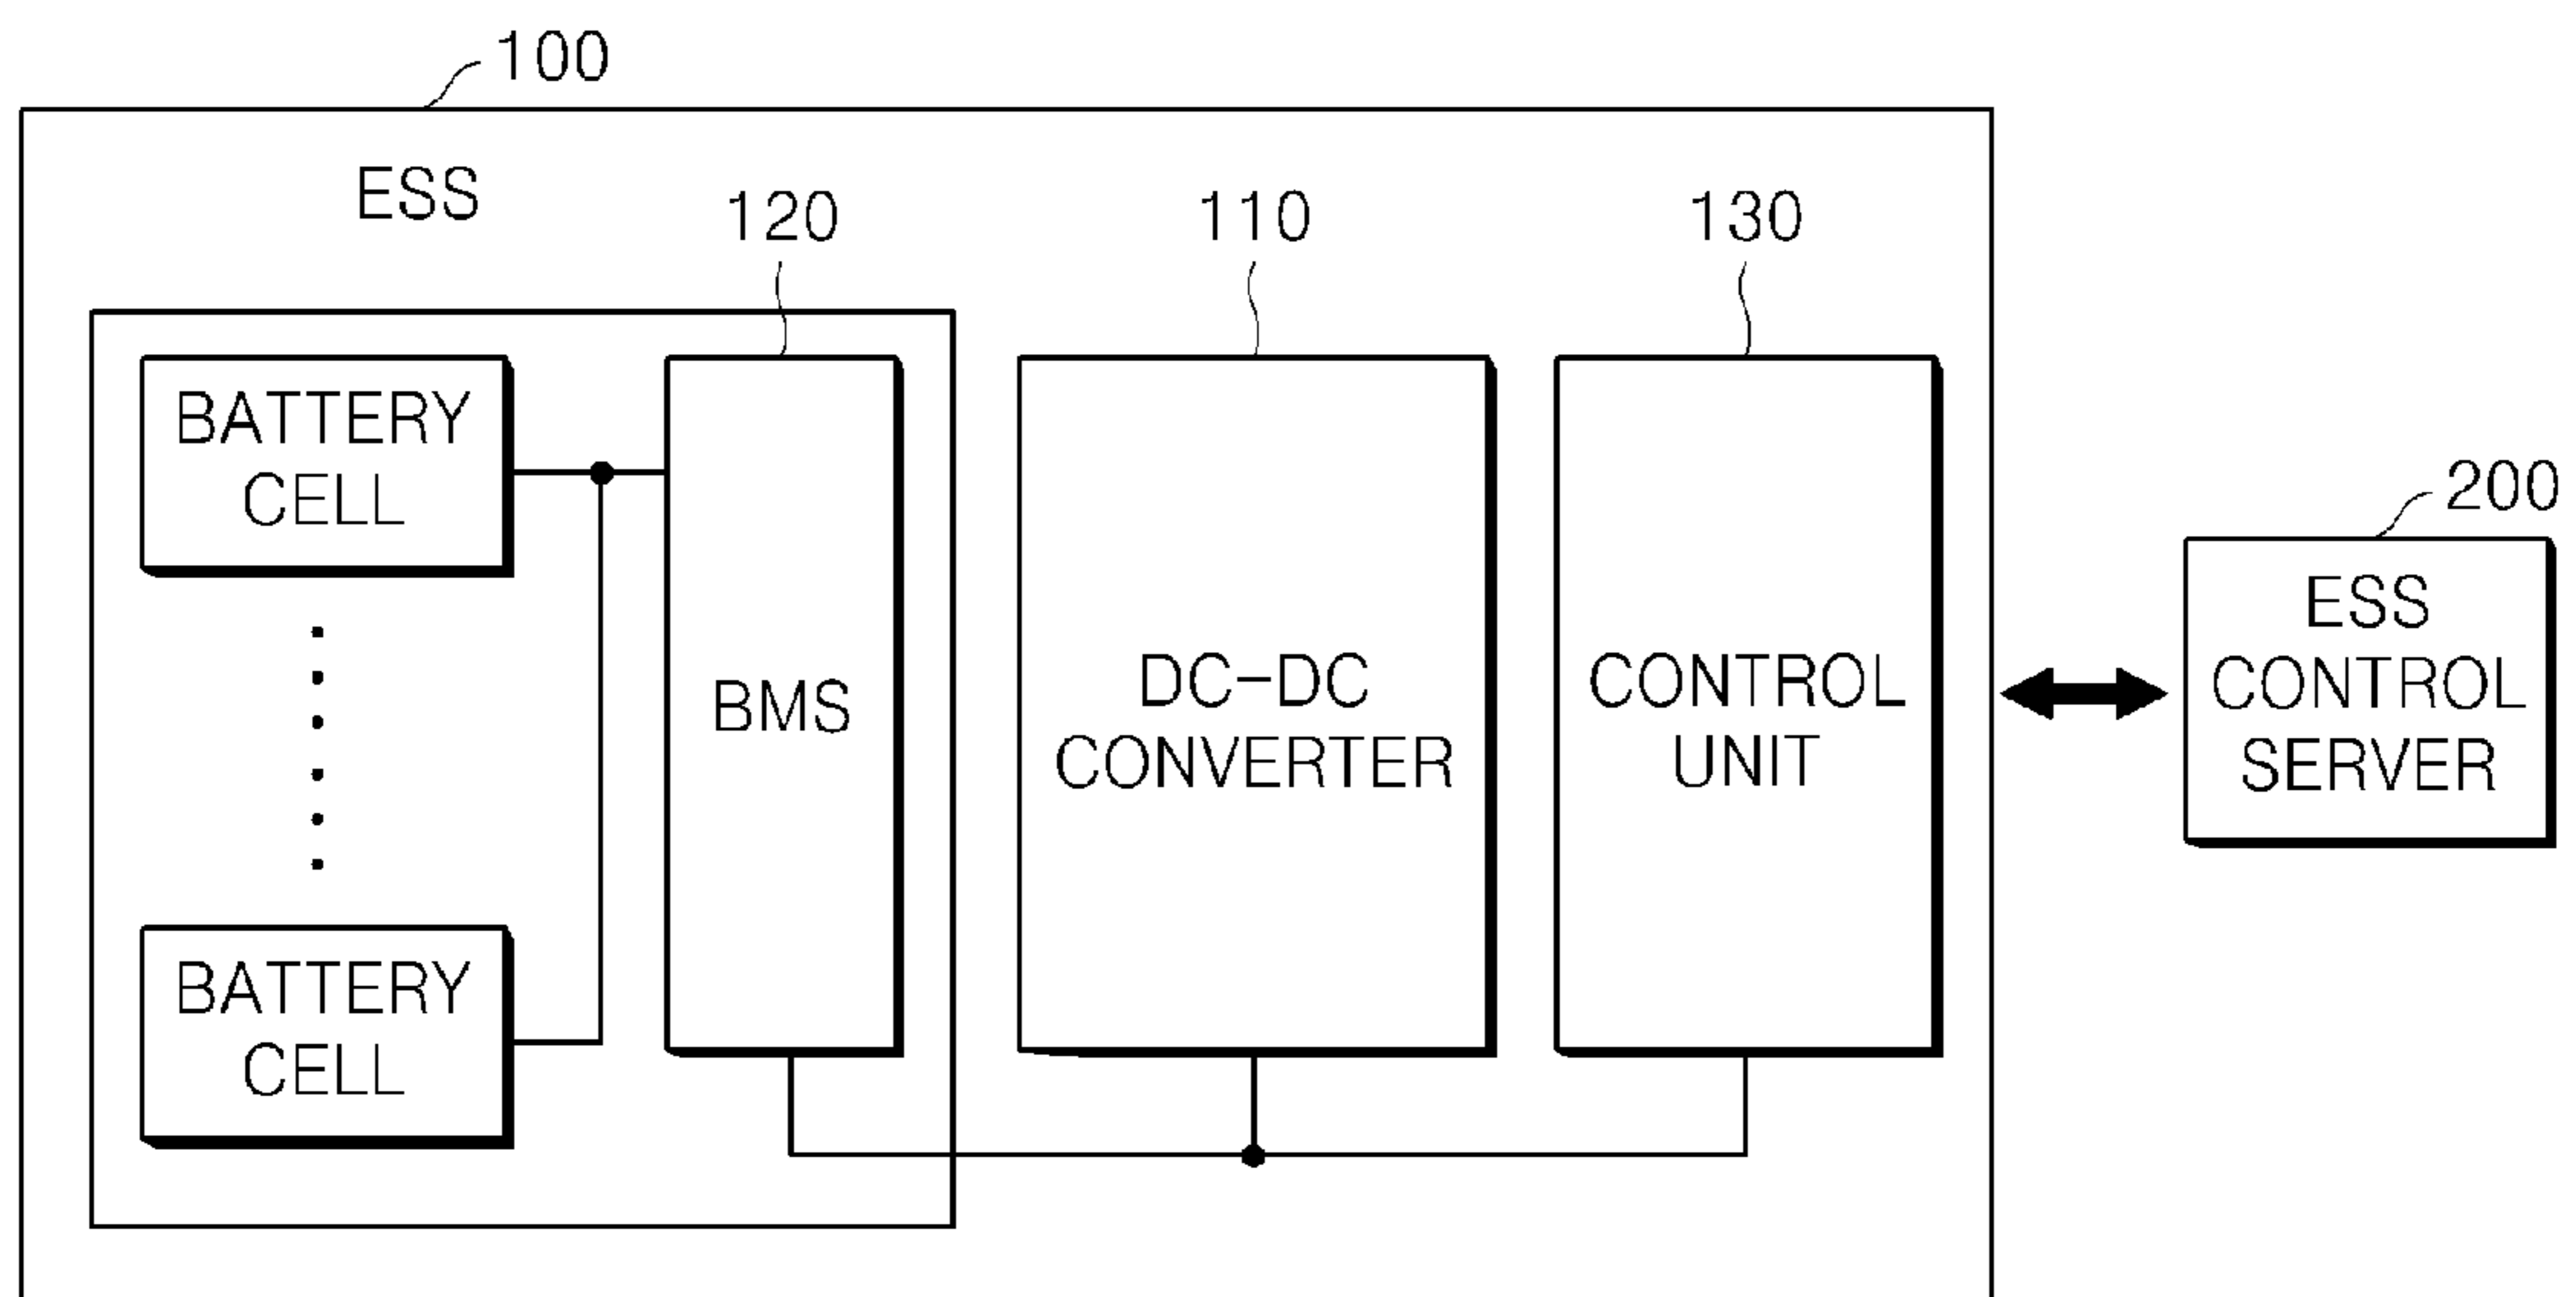 100
ESS
120
110
130
BATTERY
CELL
BMS
DC-DC
CONVERTER
CONTROL
UNIT
BATTERY
CELL
200
ESS
CONTROL
SERVER